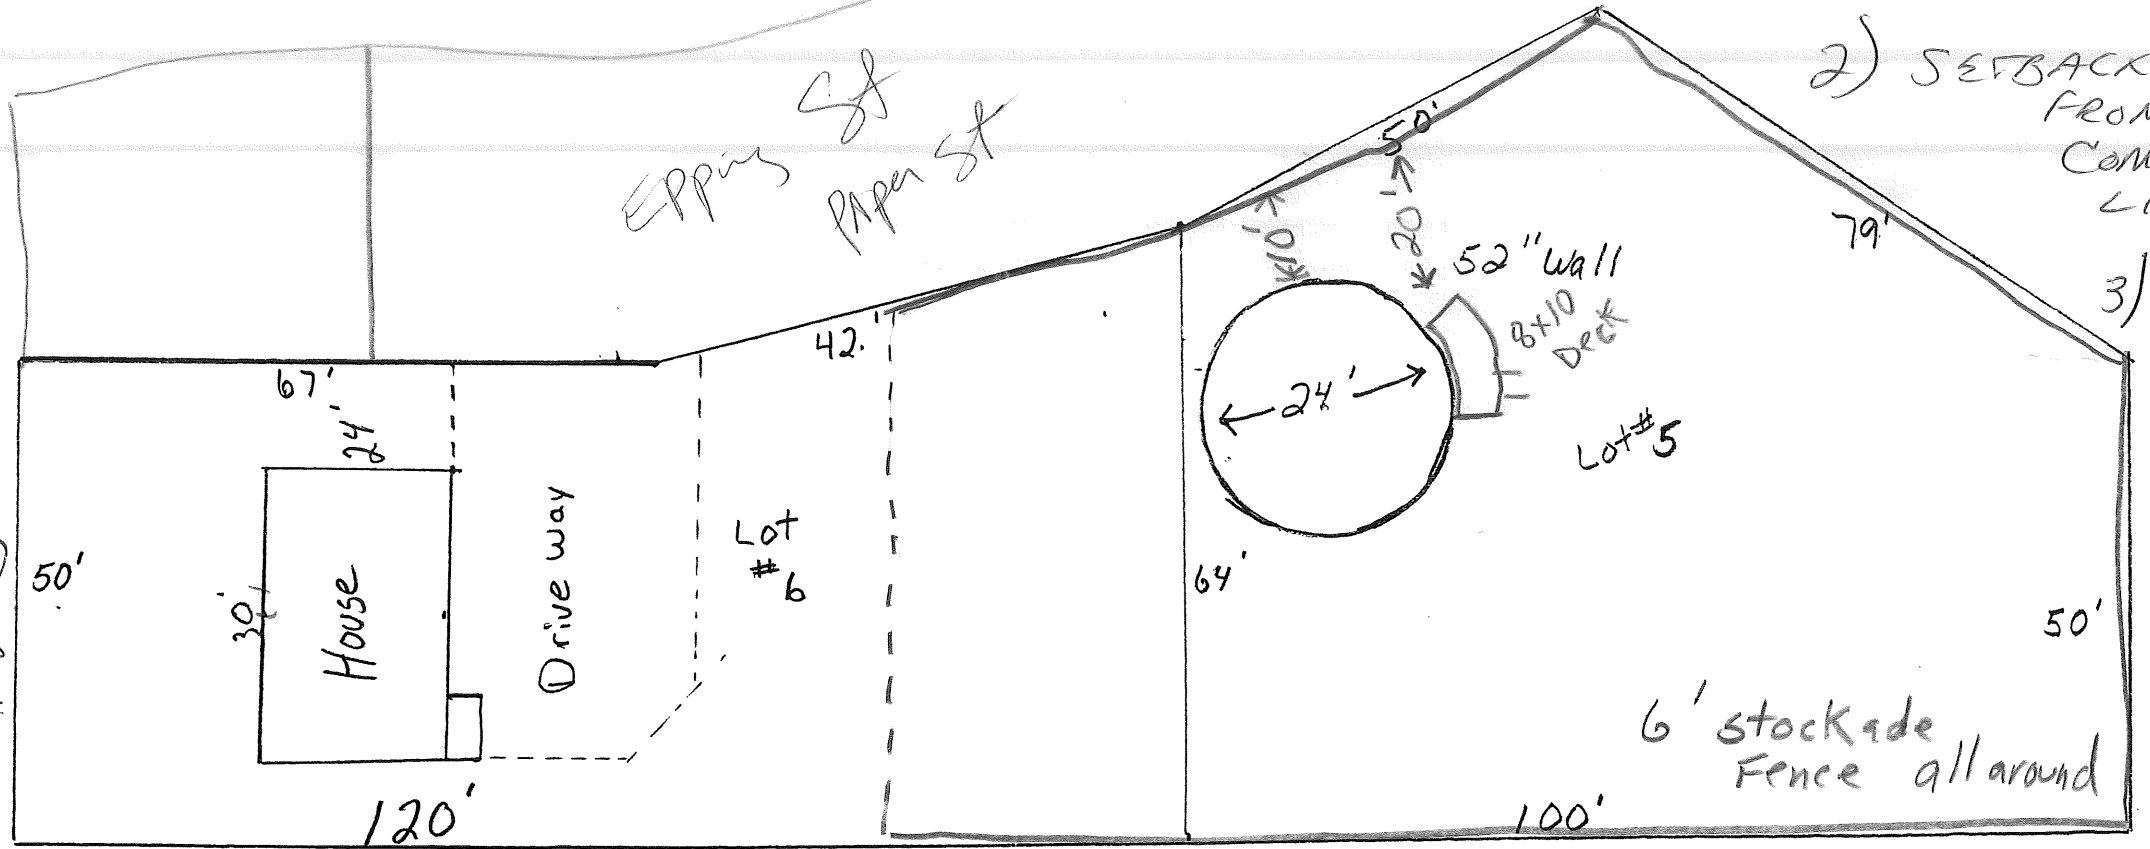 2) SETBACK
FROM
Epping St
Paper St
50'
10'
20'
52" Wall
8x10
Deck
79'
3)
42.'
67'
24'
24'
Lot #5
Drive way
Lot
# 6
50'
30'
House
64'
50'
6' Stockade
Fence all around
120'
100'